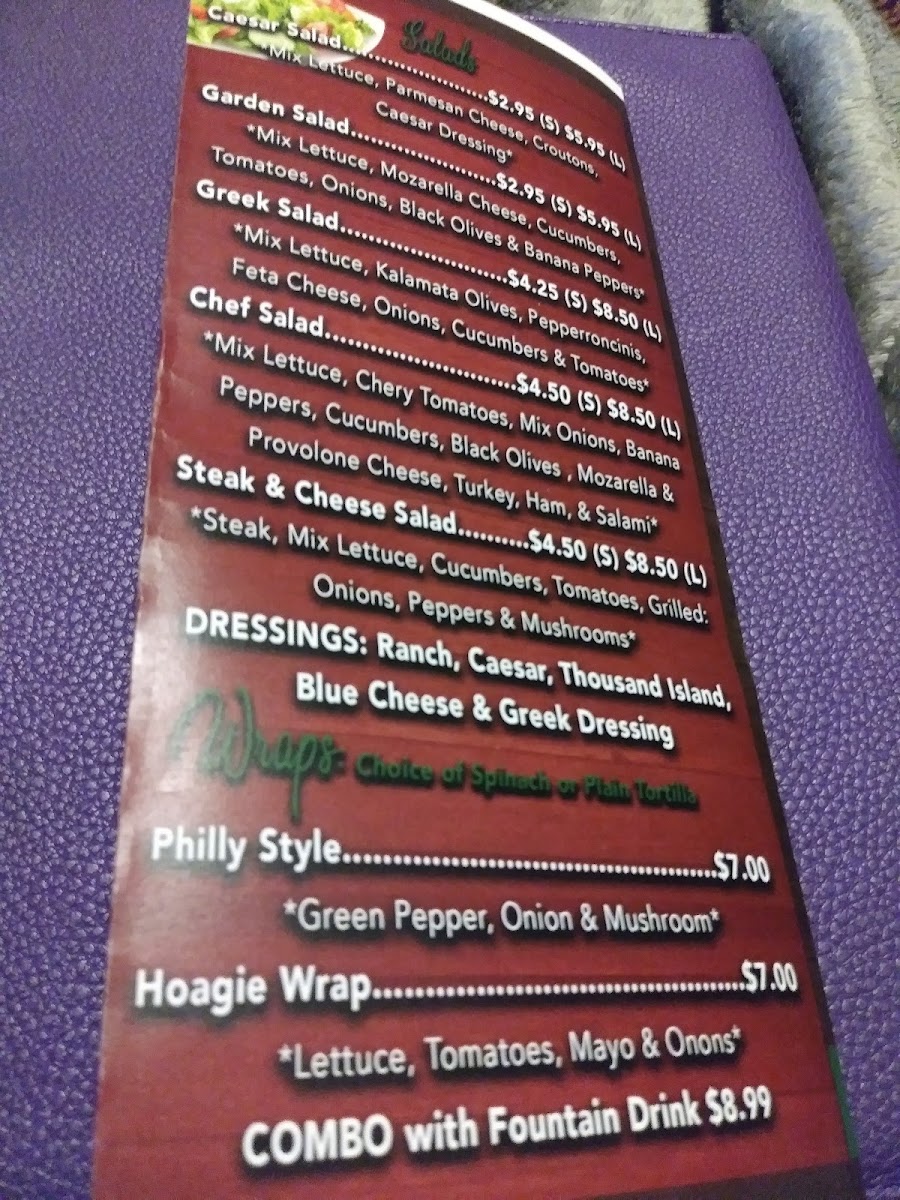 Salads
Caesar Salad........................$2.95 (S) $5.95 (L)
*Mix Lettuce, Parmesan Cheese, Croutons,
Caesar Dressing*
Garden Salad........................$2.95 (S) $5.95 (L)
*Mix Lettuce, Mozarella Cheese, Cucumbers,
Tomatoes, Onions, Black Olives & Banana Peppers*
Greek Salad..........................$4.25 (S) $8.50 (L)
*Mix Lettuce, Kalamata Olives, Pepperroncinis,
Feta Cheese, Onions, Cucumbers & Tomatoes*
Chef Salad.............................$4.50 (S) $8.50 (L)
*Mix Lettuce, Chery Tomatoes, Mix Onions, Banana
Peppers, Cucumbers, Black Olives , Mozarella &
Provolone Cheese, Turkey, Ham, & Salami*
Steak & Cheese Salad..........$4.50 (S) $8.50 (L)
*Steak, Mix Lettuce, Cucumbers, Tomatoes, Grilled:
Onions, Peppers & Mushrooms*
DRESSINGS: Ranch, Caesar, Thousand Island,
Blue Cheese & Greek Dressing
Wraps: Choice of Spinach or Plain Tortilla
Philly Style.....................................$7.00
*Green Pepper, Onion & Mushroom*
Hoagie Wrap.....................................$7.00
*Lettuce, Tomatoes, Mayo & Onons*
COMBO with Fountain Drink $8.99